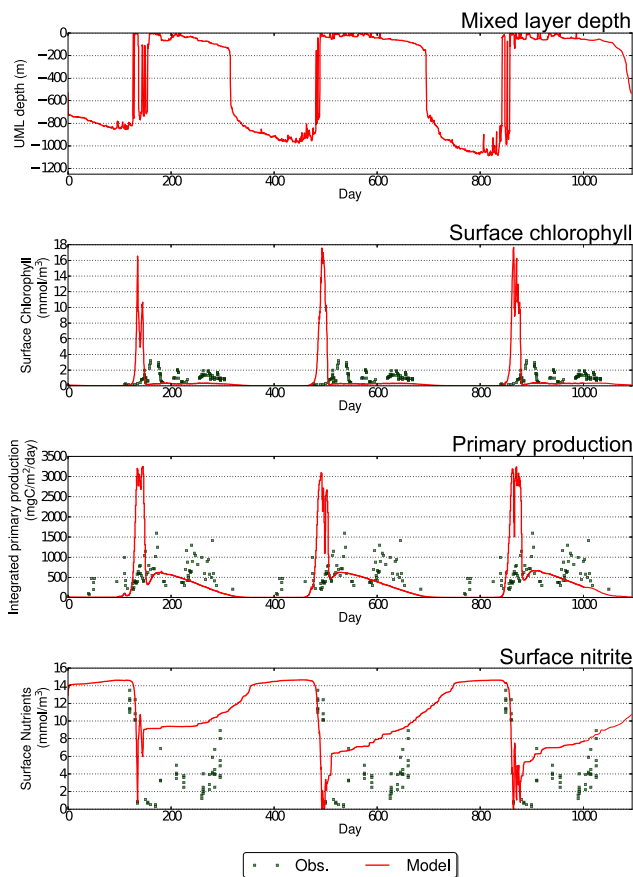 Mixed layer depth
UML depth (m)
0
−200
−400
−600
−800
−1000
−1200
0 200 400 600 800 1000
Day
Surface chlorophyll
Surface Chlorophyll
(mmol/m³)
18
16
14
12
10
8
6
4
2
0
0 200 400 600 800 1000
Day
Primary production
Integrated primary production
(mgC/m²/day)
3500
3000
2500
2000
1500
1000
500
0
0 200 400 600 800 1000
Day
Surface nitrite
Surface Nutrients
(mmol/m³)
16
14
12
10
8
6
4
2
0
0 200 400 600 800 1000
Day
Obs. Model